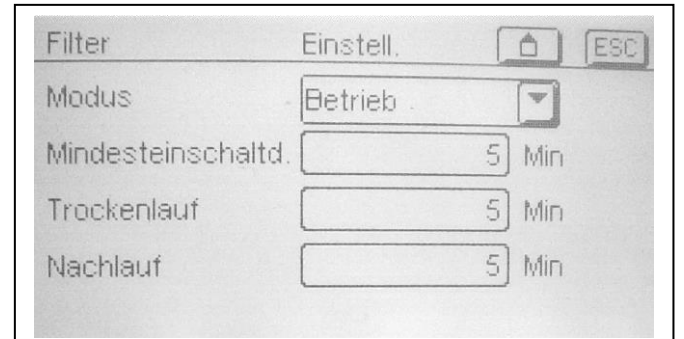 Filter Einstell. ESC
Modus Betrieb
Mindesteinschaltd. 5 Min
Trockenlauf 5 Min
Nachlauf 5 Min